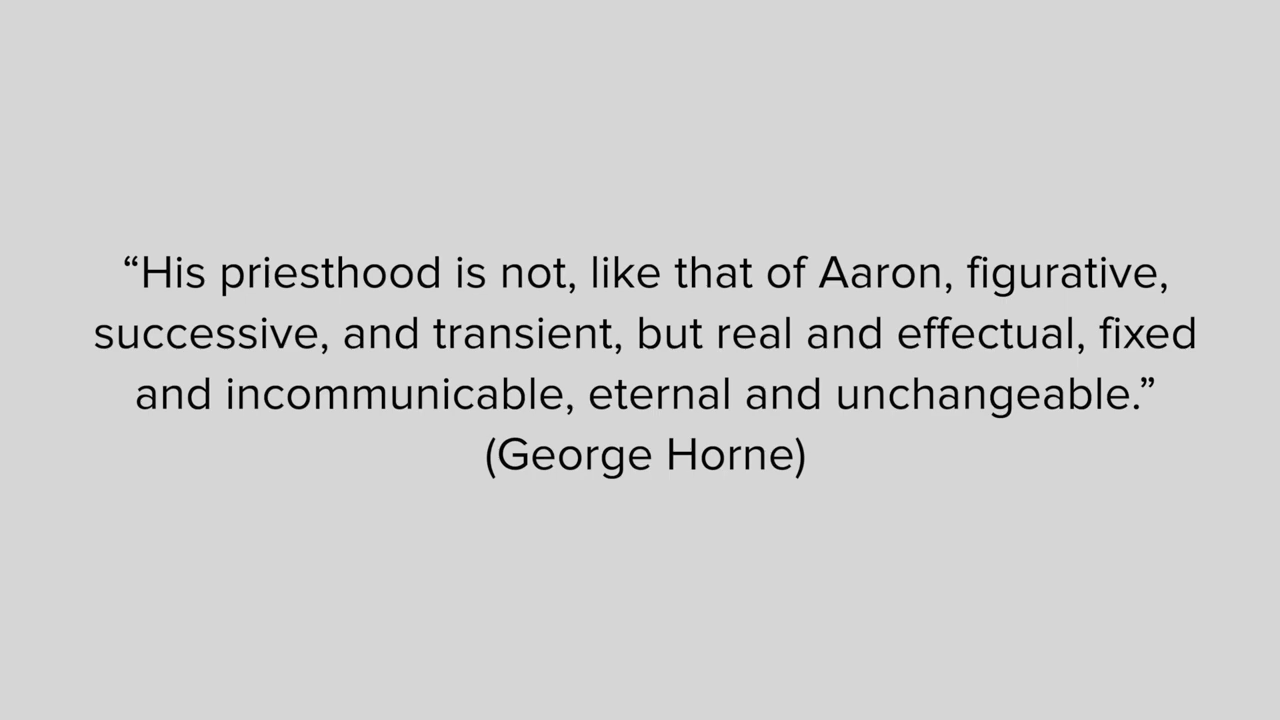 “His priesthood is not, like that of Aaron, figurative,
successive, and transient, but real and effectual, fixed
and incommunicable, eternal and unchangeable.”
(George Horne)